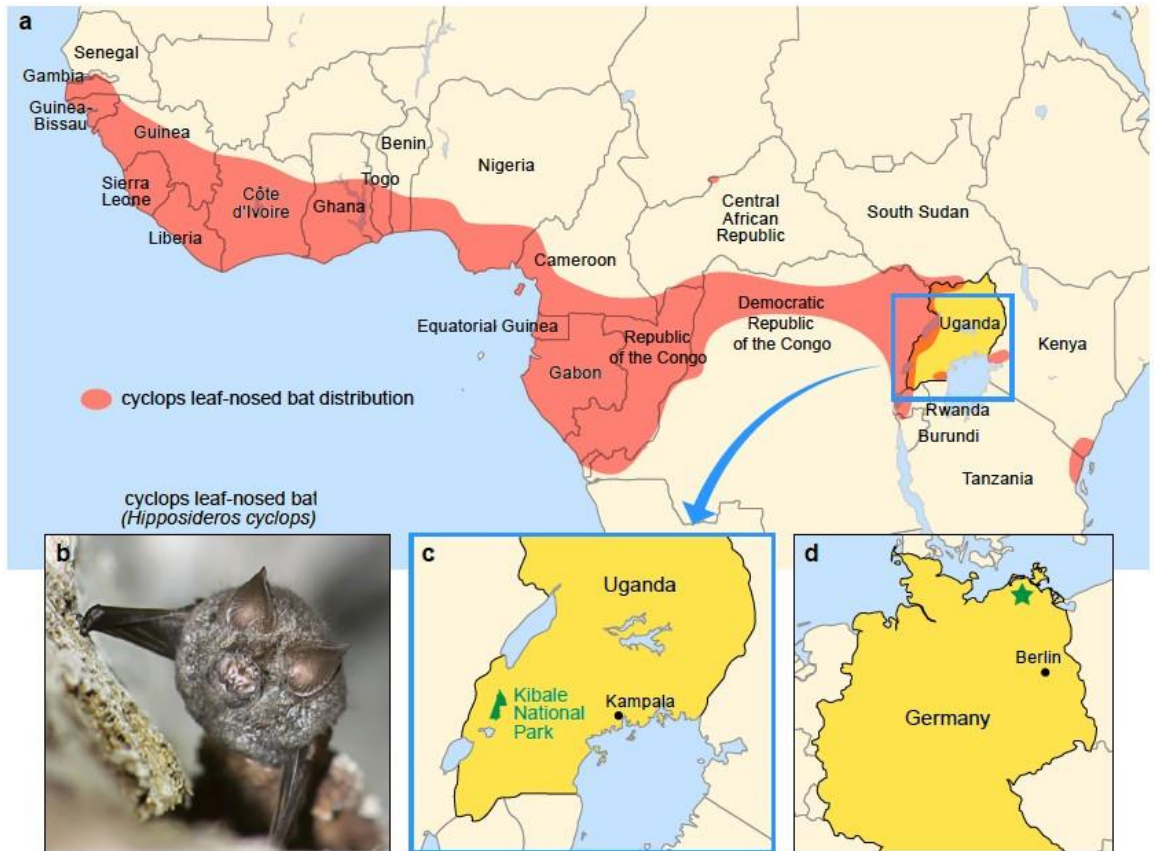 a
Senegal
Gambia
Guinea-
Bissau
Guinea
Sierra
Leone
Liberia
Côte
d'Ivoire
Ghana
Togo
Benin
Nigeria
Cameroon
Equatorial Guinea
Gabon
Republic
of the Congo
Central
African
Republic
Democratic
Republic
of the Congo
South Sudan
Uganda
Kenya
Rwanda
Burundi
Tanzania
cyclops leaf-nosed bat distribution
cyclops leaf-nosed bat
(Hipposideros cyclops)
b
c
Uganda
Kibale
National
Park
Kampala
d
Berlin
Germany